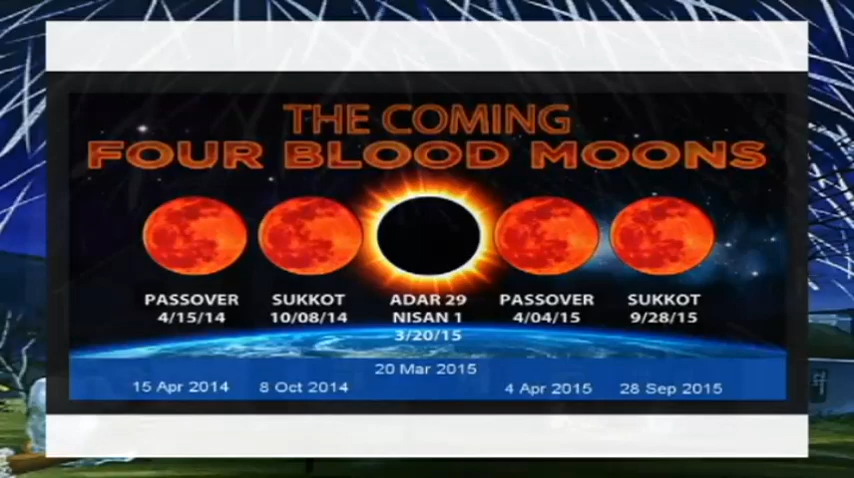 THE COMING
FOUR BLOOD MOONS
PASSOVER
4/15/14
SUKKOT
10/08/14
ADAR 29
NISAN 1
3/20/15
PASSOVER
4/04/15
SUKKOT
9/28/15
15 Apr 2014
8 Oct 2014
20 Mar 2015
4 Apr 2015
28 Sep 2015